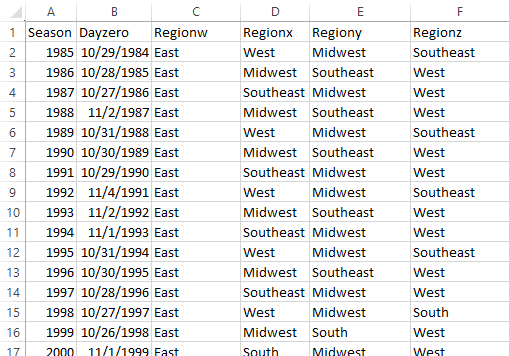 A B C D E F
1 Season Dayzero Regionw Regionx Regiony Regionz
2 1985 10/29/1984 East West Midwest Southeast
3 1986 10/28/1985 East Midwest Southeast West
4 1987 10/27/1986 East Southeast Midwest West
5 1988 11/2/1987 East Midwest Southeast West
6 1989 10/31/1988 East West Midwest Southeast
7 1990 10/30/1989 East Midwest Southeast West
8 1991 10/29/1990 East Southeast Midwest West
9 1992 11/4/1991 East West Midwest Southeast
10 1993 11/2/1992 East Midwest Southeast West
11 1994 11/1/1993 East Southeast Midwest West
12 1995 10/31/1994 East West Midwest Southeast
13 1996 10/30/1995 East Midwest Southeast West
14 1997 10/28/1996 East Southeast Midwest West
15 1998 10/27/1997 East West Midwest South
16 1999 10/26/1998 East Midwest South West
17 2000 11/1/1999 East South Midwest West